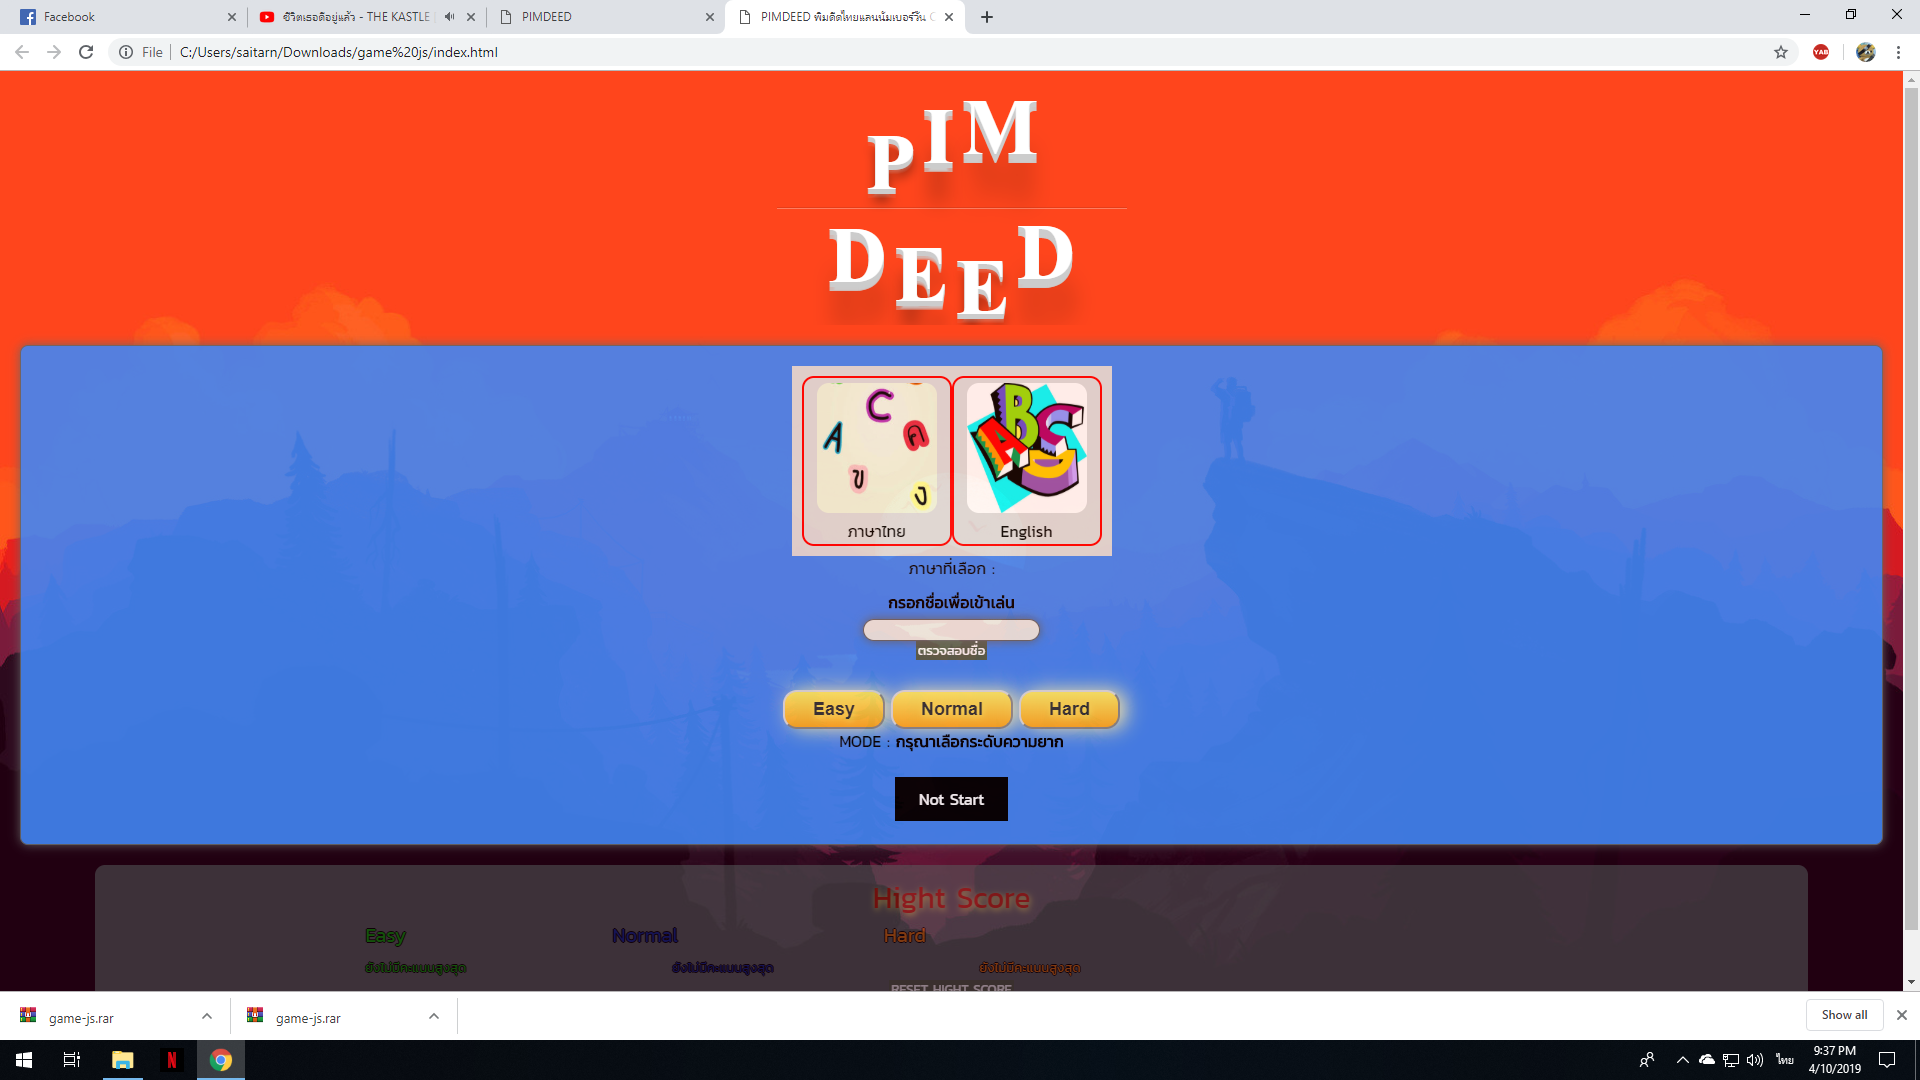 Facebook
ชีวิตเธอดีอยู่แล้ว - THE KASTLE
PIMDEED
PIMDEED พิมดีดไทยแลนน์นัมเบอร์วัน
File
C:/Users/saitarn/Downloads/game%20js/index.html
YAB
PIM
DEED
A C ค ข ง
ABCD
ภาษาไทย English
ภาษาที่เลือก :
กรอกชื่อเพื่อเข้าเล่น
ตรวจสอบชื่อ
Easy Normal Hard
MODE : กรุณาเลือกระดับความยาก
Not Start
Hight Score
Easy Normal Hard
ยังไม่มีคะแนนสูงสุด ยังไม่มีคะแนนสูงสุด ยังไม่มีคะแนนสูงสุด
RESET HIGHT SCORE
game-js.rar game-js.rar Show all
N
ไทย
9:37 PM
4/10/2019